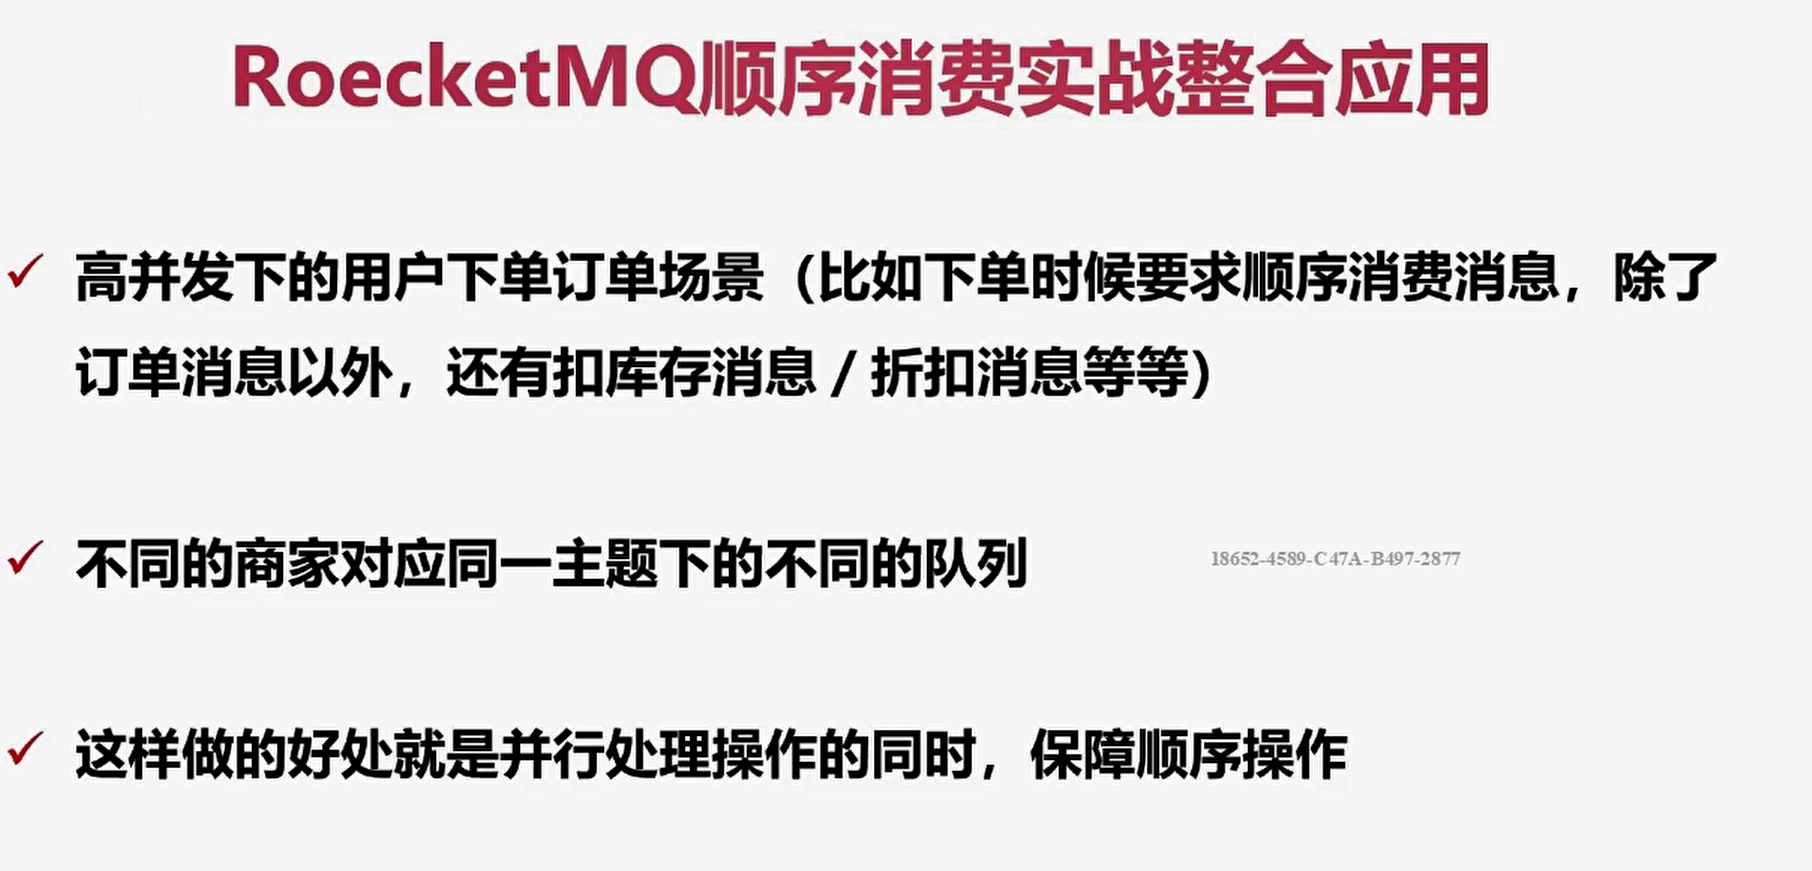 RoecketMQ顺序消费实战整合应用
高并发下的用户下单订单场景（比如下单时候要求顺序消费消息，除了
订单消息以外，还有扣库存消息 / 折扣消息等等）
不同的商家对应同一主题下的不同的队列
18652-4589-C47A-B497-2877
这样做的好处就是并行处理操作的同时，保障顺序操作